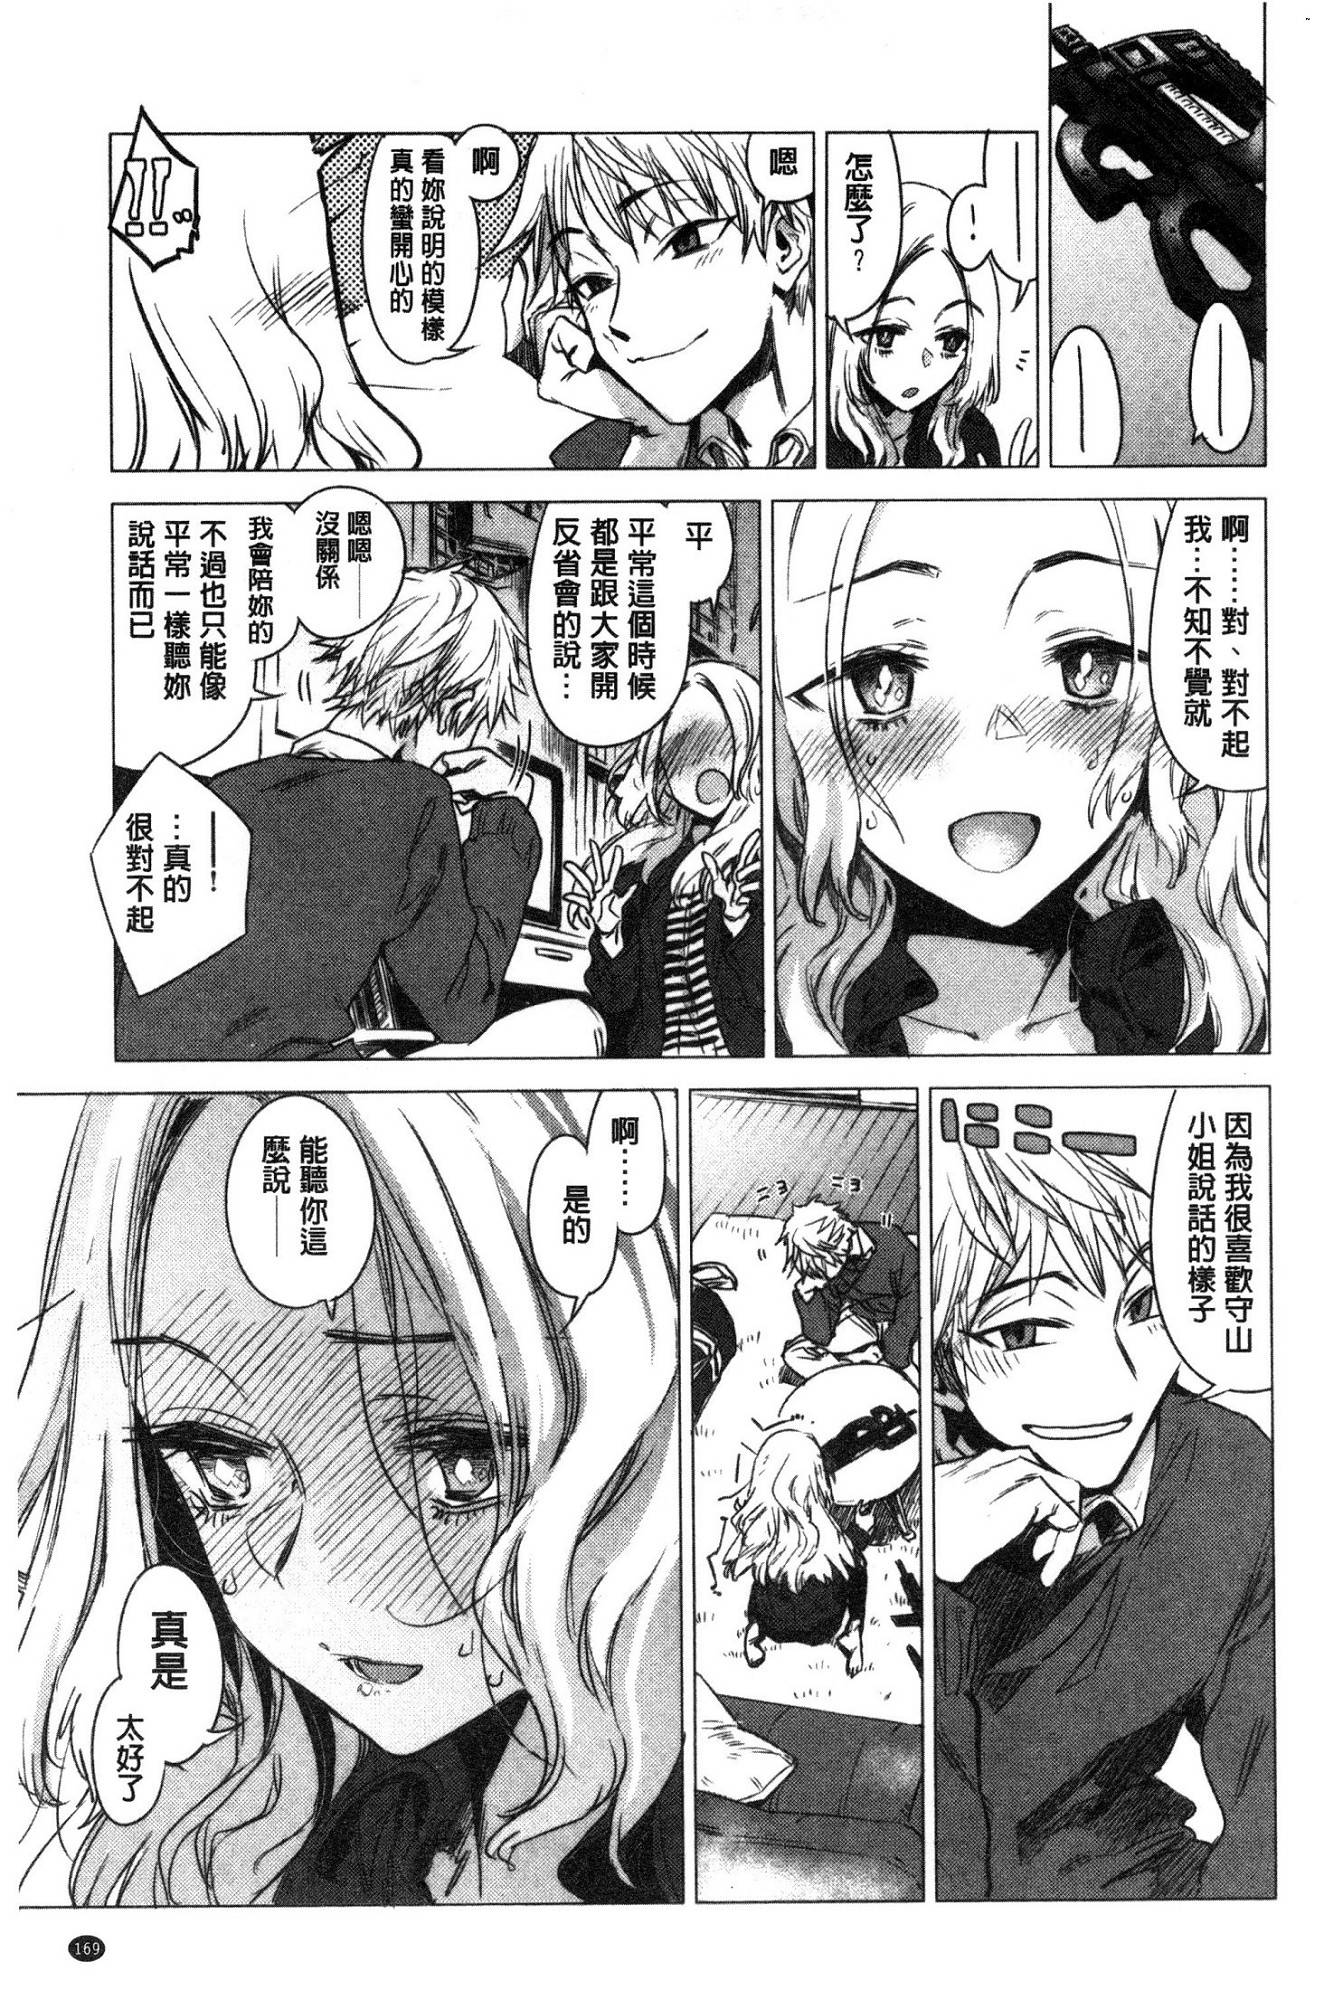 ！
怎麼了？
嗯
啊
看妳說明的模樣
真的蠻開心的
!!
啊……對、對不起
我…不知不覺就
平
平常這個時候
都是跟大家開
反省會的說…
嗯嗯——
沒關係
我會陪妳的
不過也只能像
平常一樣聽妳
說話而已
——！
…真的
很對不起
因為我很喜歡守山
小姐說話的樣子
ニヨ
ニヨ
啊……
是的
能聽你這
麼說——
真是
太好了
169